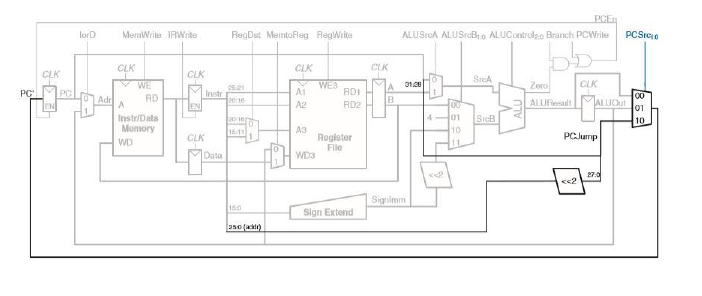 PCEn
IorD MemWrite IRWrite RegDst MemtoReg RegWrite ALUSrcA ALUSrcB1:0 ALUControl2:0 Branch PCWrite PCSrc1:0
CLK CLK CLK CLK CLK CLK
PC' PC EN
0 1 Adr
WE
A RD
Instr/Data Memory
WD
EN Instr
CLK
Data
25:21
20:16
20:16
15:11
0 1
0 1
WE3
A1 RD1
A2 RD2
A3
Register File
WD3
A
B
31:28
0 1
SrcA
4
00
01
10
11
SrcB
ALU
Zero
ALUResult ALUOut
00
01
10
PCJump
<<2
<<2
27:0
SignImm
15:0
Sign Extend
25:0 (addr)